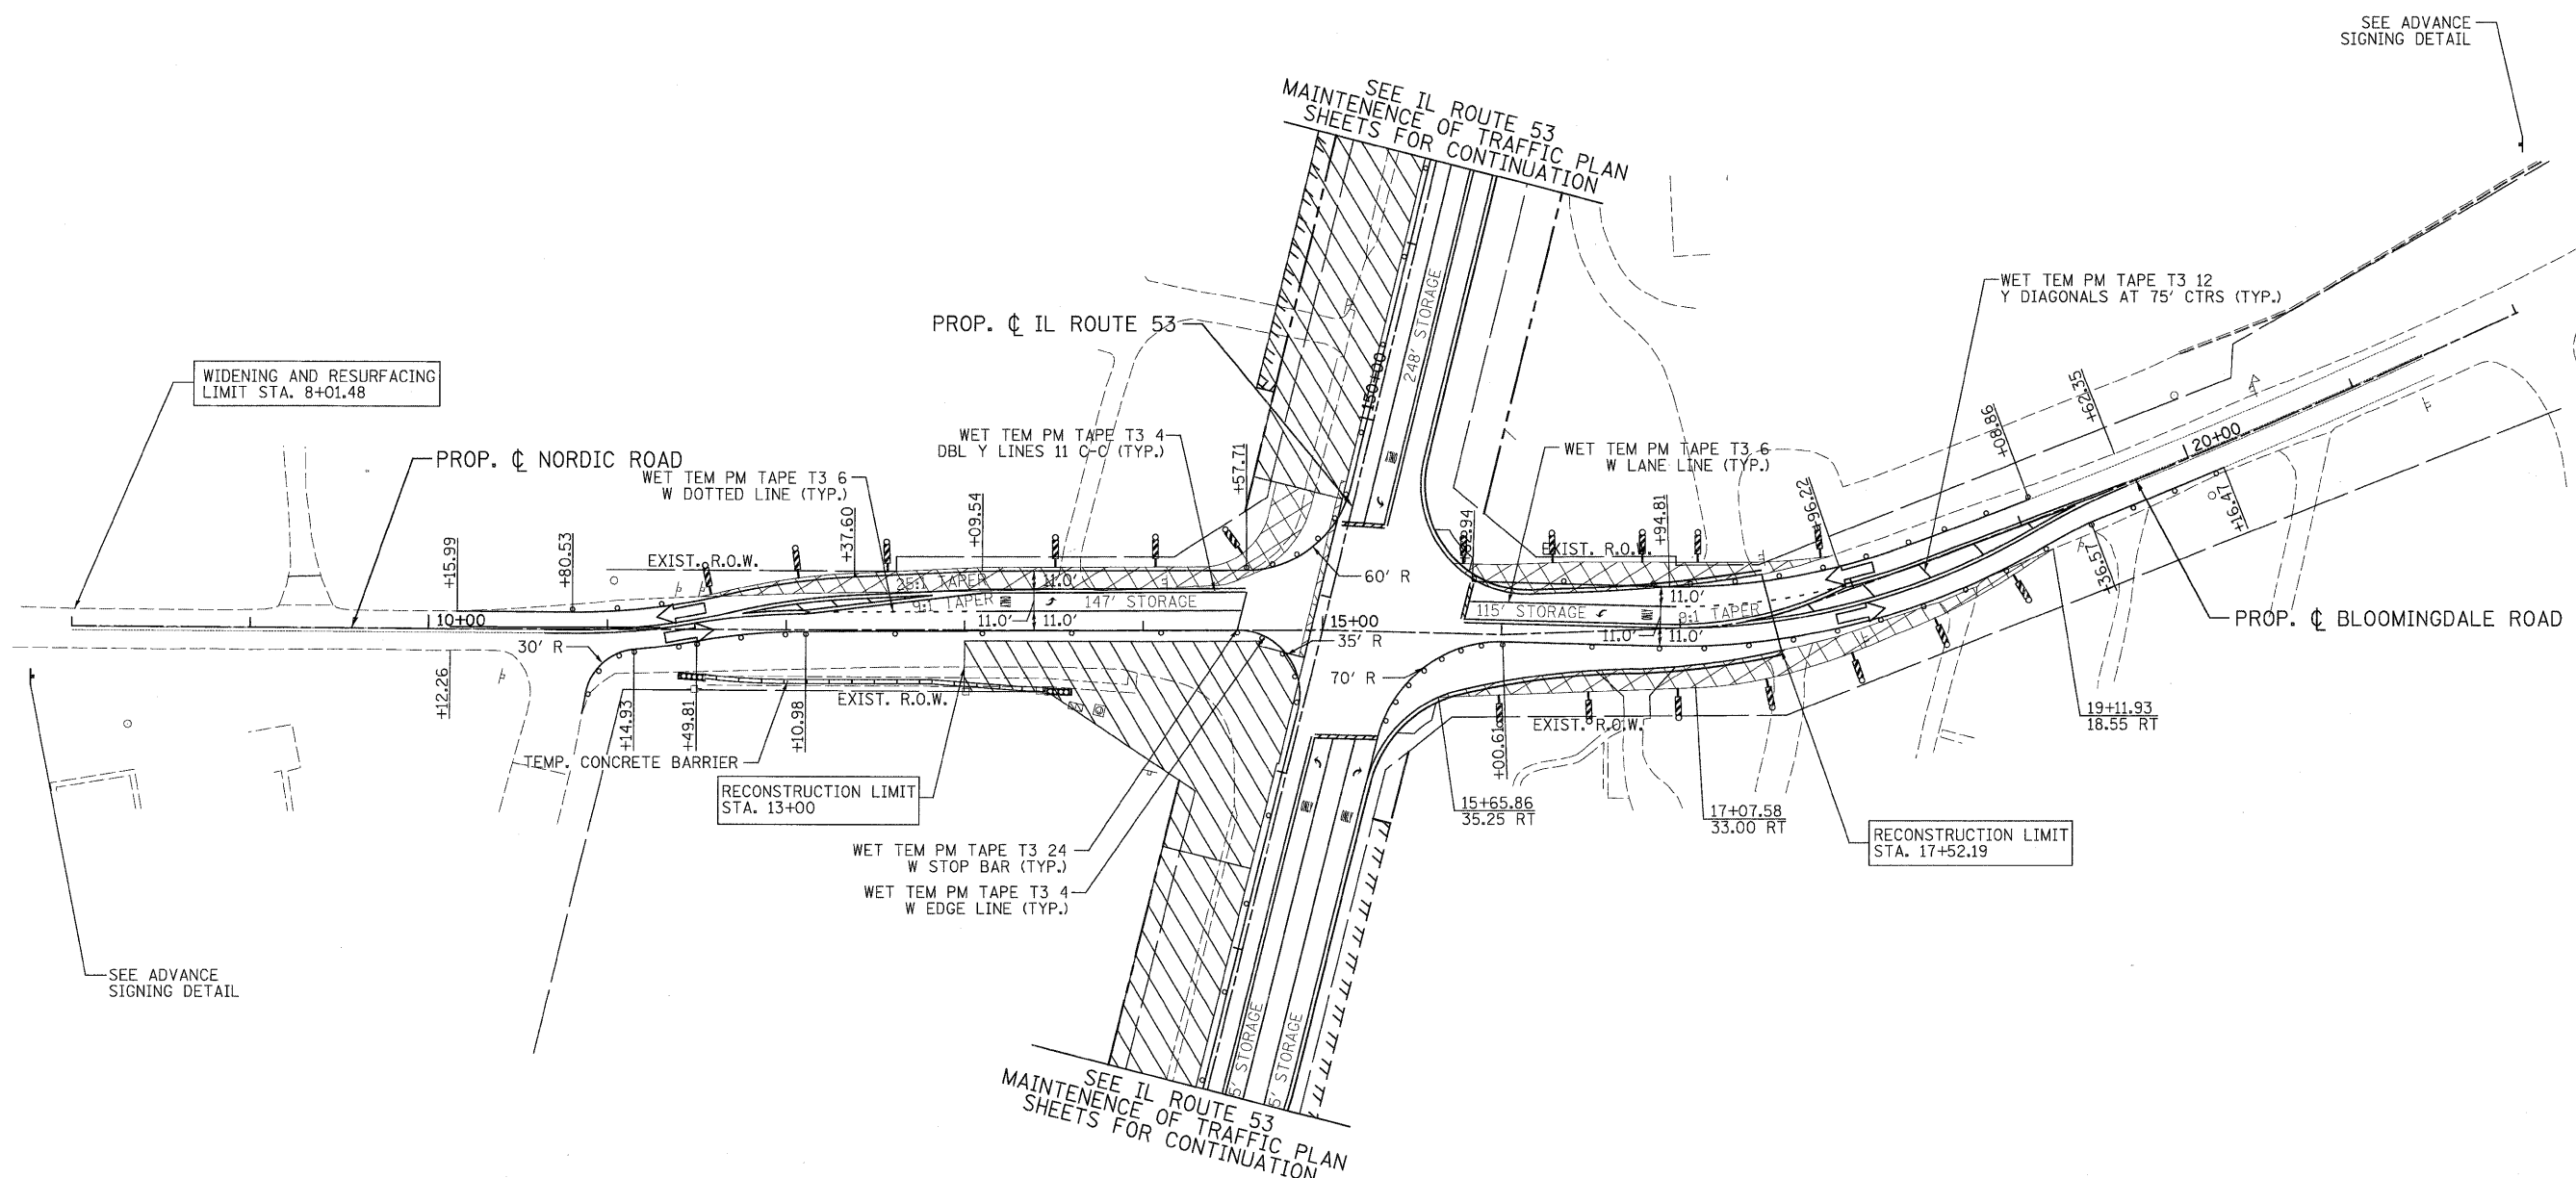 SEE ADVANCE
SIGNING DETAIL
SEE IL ROUTE 53
MAINTENENCE OF TRAFFIC PLAN
SHEETS FOR CONTINUATION
WET TEM PM TAPE T3 12
Y DIAGONALS AT 75' CTRS (TYP.)
PROP. ℄ IL ROUTE 53
248' STORAGE
150+00
WIDENING AND RESURFACING
LIMIT STA. 8+01.48
+62.35
+08.86
20+00
WET TEM PM TAPE T3 4
DBL Y LINES 11 C-C (TYP.)
WET TEM PM TAPE T3 6
W LANE LINE (TYP.)
PROP. ℄ NORDIC ROAD
WET TEM PM TAPE T3 6
W DOTTED LINE (TYP.)
+57.71
+09.54
+37.60
+94.81
+96.22
+16.47
+15.99
+80.53
EXIST. R.O.W.
EXIST. R.O.W.
+36.57
25:1 TAPER
11.0'
9:1 TAPER
147' STORAGE
60' R
115' STORAGE
11.0'
9:1 TAPER
10+00
11.0'
11.0'
15+00
11.0'
11.0'
PROP. ℄ BLOOMINGDALE ROAD
30' R
35' R
70' R
+12.26
+14.93
+49.81
+10.98
EXIST. R.O.W.
+00.61
EXIST. R.O.W.
19+11.93
18.55 RT
TEMP. CONCRETE BARRIER
RECONSTRUCTION LIMIT
STA. 13+00
15+65.86
35.25 RT
17+07.58
33.00 RT
RECONSTRUCTION LIMIT
STA. 17+52.19
WET TEM PM TAPE T3 24
W STOP BAR (TYP.)
WET TEM PM TAPE T3 4
W EDGE LINE (TYP.)
SEE ADVANCE
SIGNING DETAIL
STORAGE
STORAGE
SEE IL ROUTE 53
MAINTENENCE OF TRAFFIC PLAN
SHEETS FOR CONTINUATION